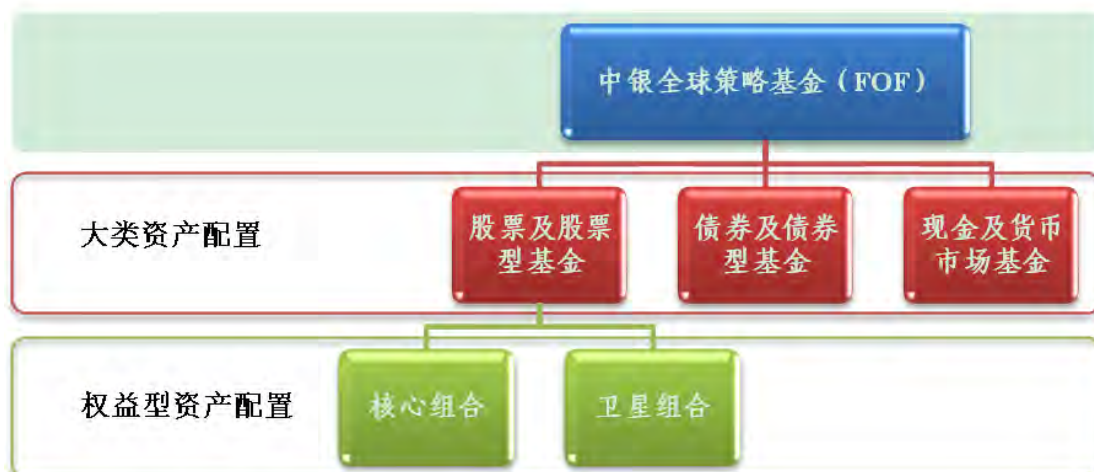 中银全球策略基金（FOF）
大类资产配置
股票及股票
型基金
债券及债券
型基金
现金及货币
市场基金
权益型资产配置
核心组合
卫星组合